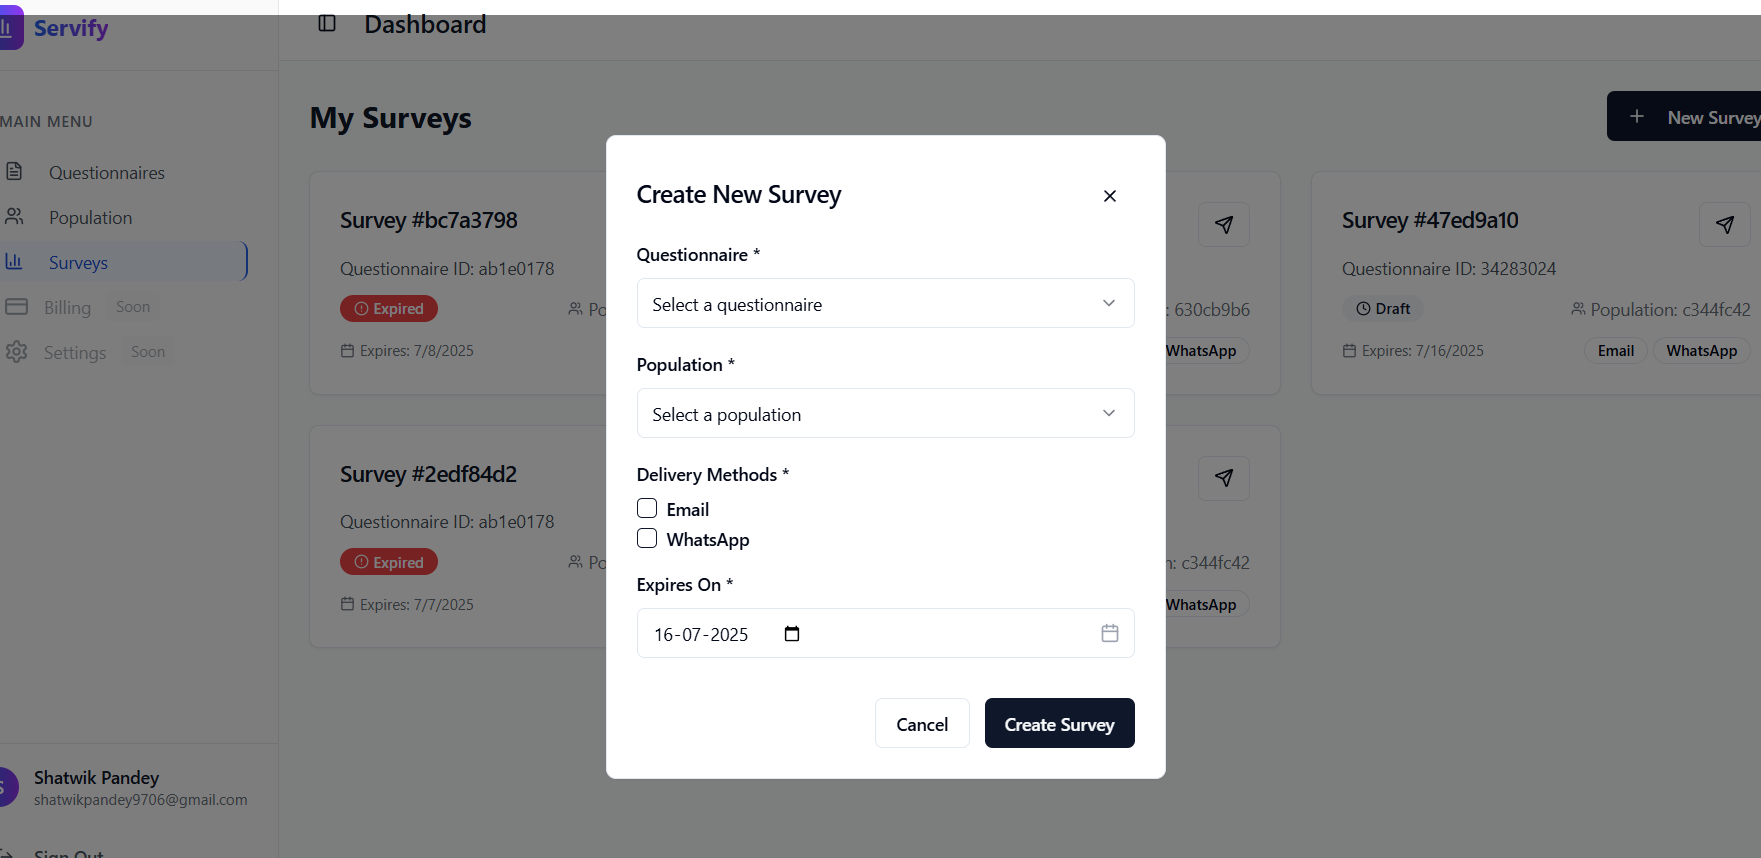 Servify
Dashboard
MAIN MENU
Questionnaires
Population
Surveys
Billing Soon
Settings Soon
Shatwik Pandey
shatwikpandey9706@gmail.com
Sign Out
My Surveys
+ New Survey
Survey #bc7a3798
Questionnaire ID: ab1e0178
Expired
Po
Expires: 7/8/2025
: 630cb9b6
WhatsApp
Survey #47ed9a10
Questionnaire ID: 34283024
Draft
Population: c344fc42
Expires: 7/16/2025
Email WhatsApp
Survey #2edf84d2
Questionnaire ID: ab1e0178
Expired
Po
Expires: 7/7/2025
n: c344fc42
WhatsApp
Create New Survey
Questionnaire *
Select a questionnaire
Population *
Select a population
Delivery Methods *
Email
WhatsApp
Expires On *
16-07-2025
Cancel
Create Survey